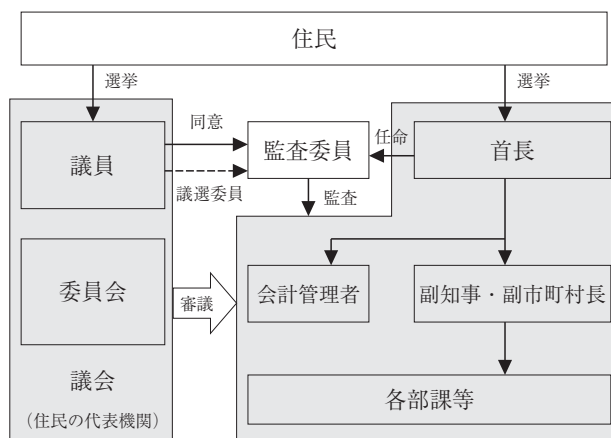 住民
選挙
選挙
議員
同意
議選委員
監査委員
任命
首長
監査
委員会
審議
会計管理者
副知事・副市町村長
各部課等
議会
（住民の代表機関）